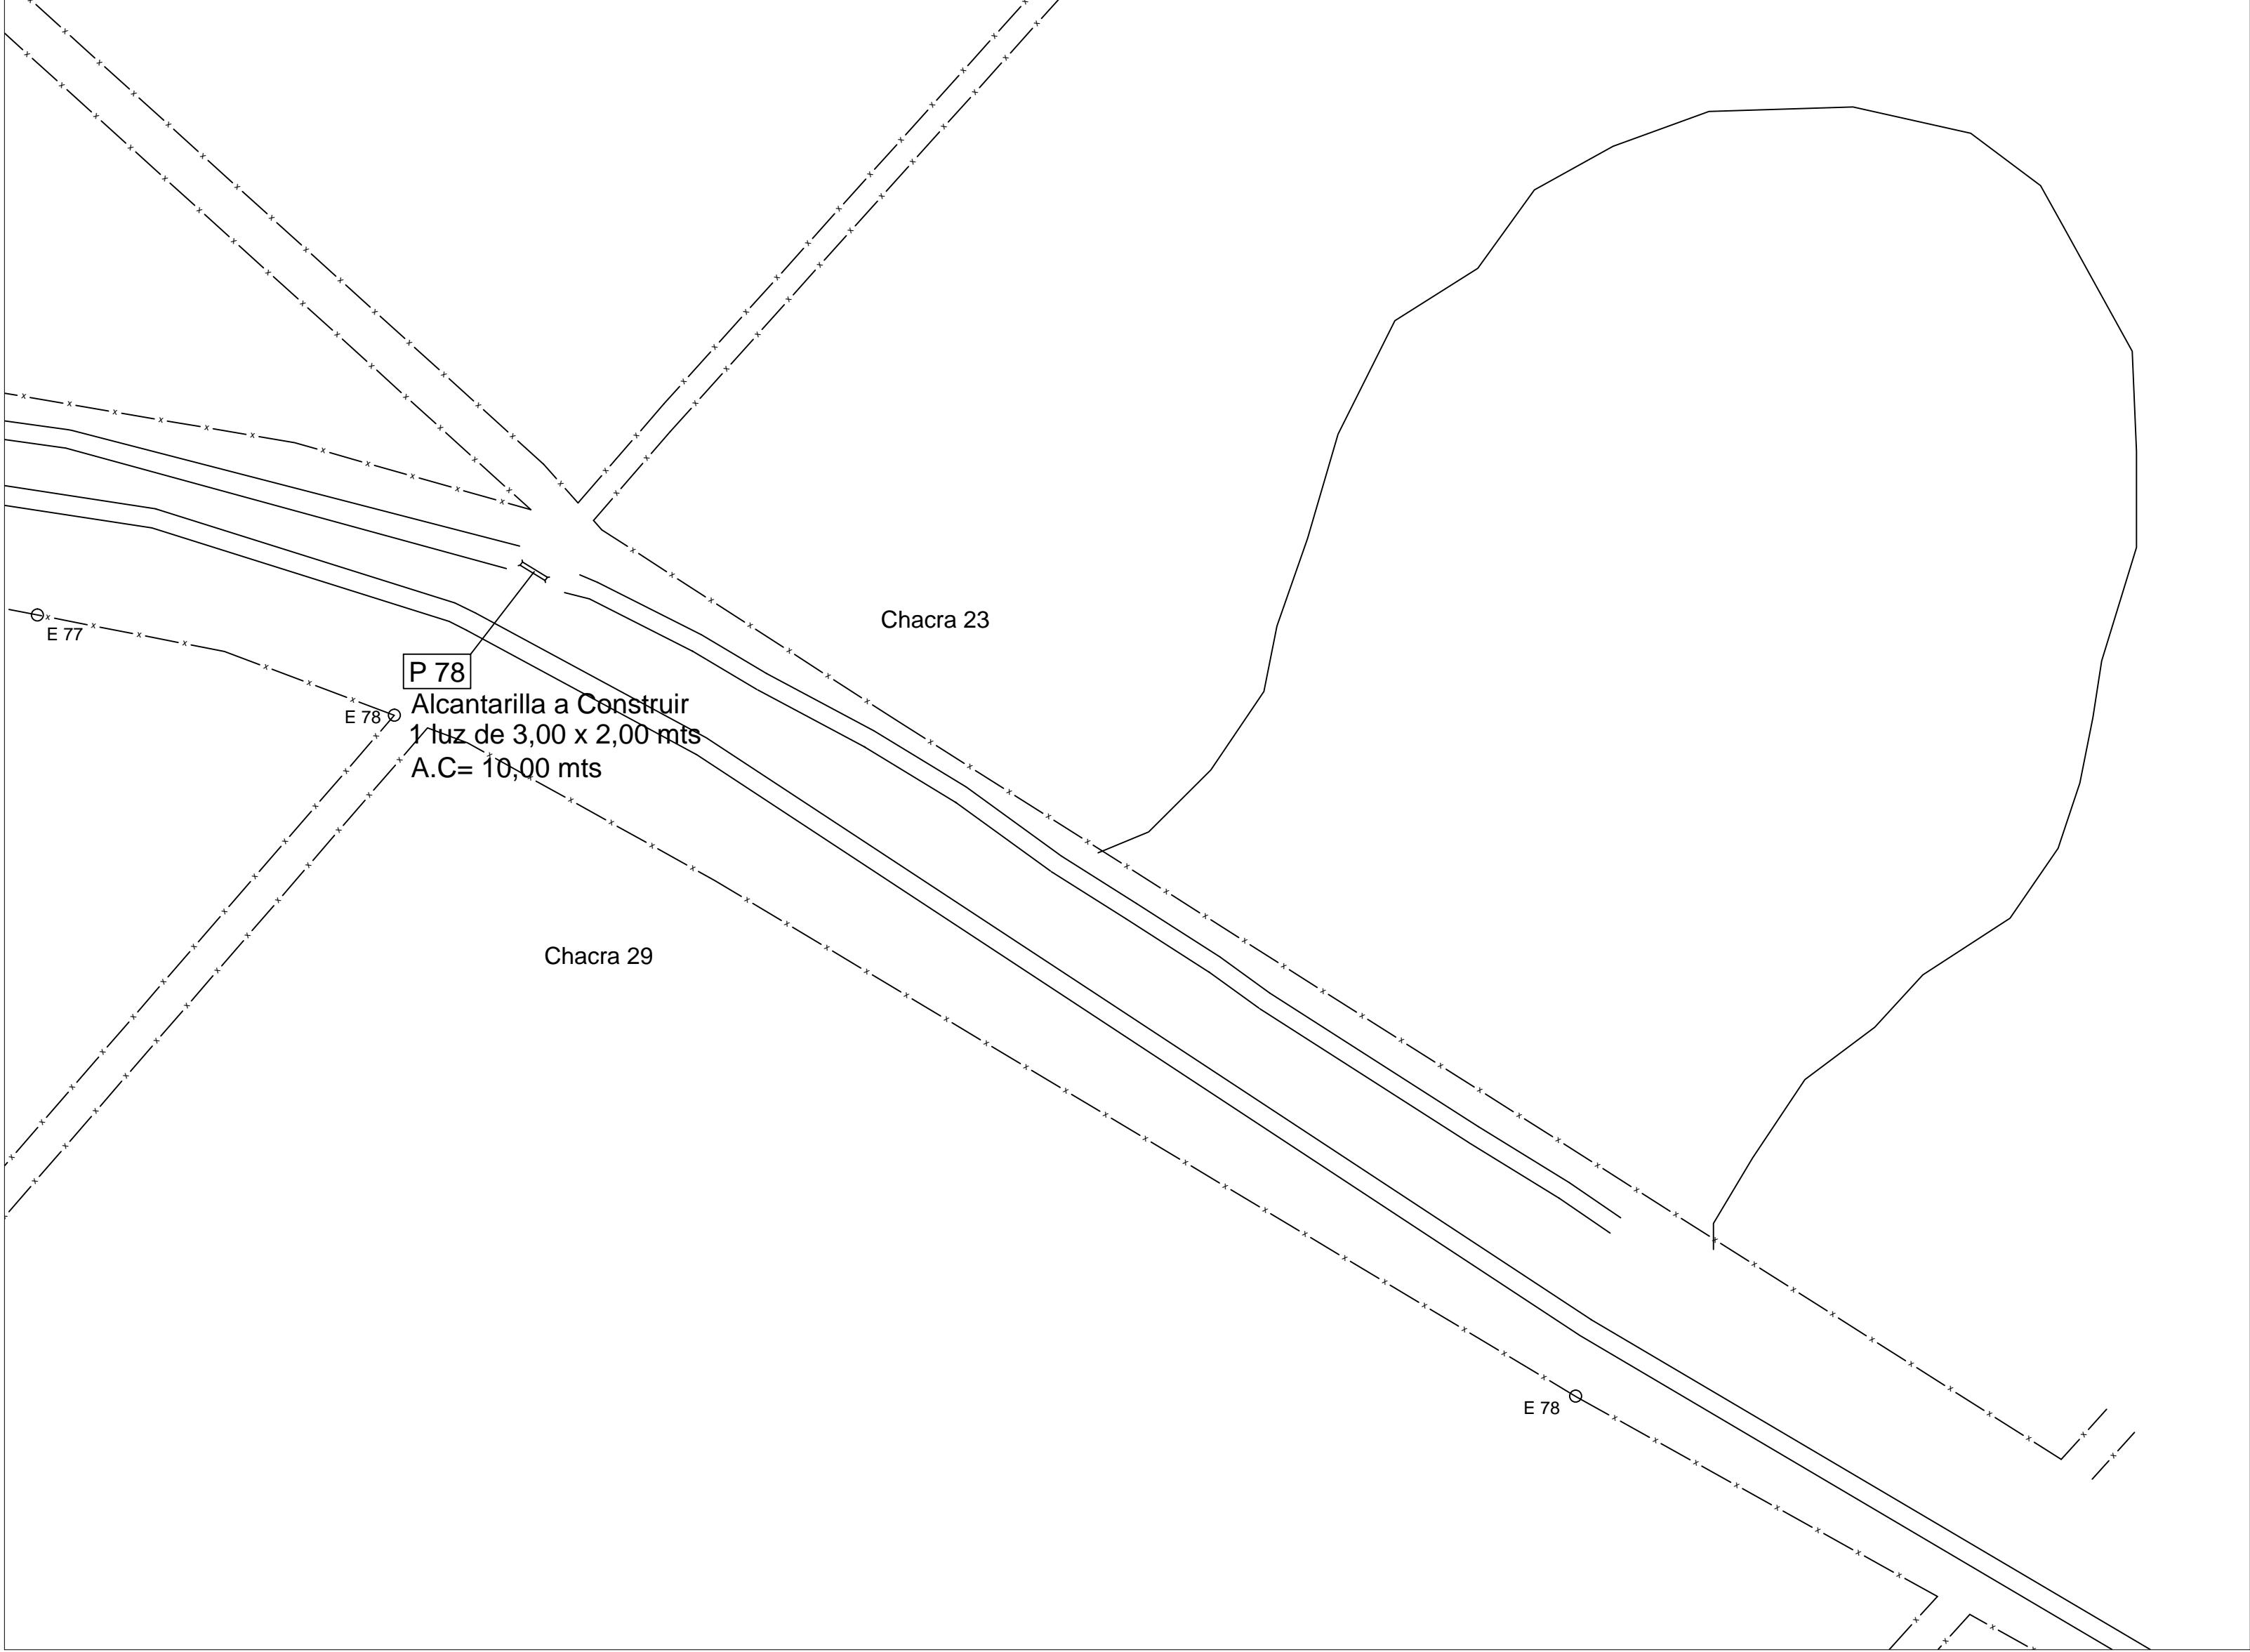 Chacra 23
E 77
P 78
Alcantarilla a Construir
E 78
1 luz de 3,00 x 2,00 mts
A.C= 10,00 mts
Chacra 29
E 78